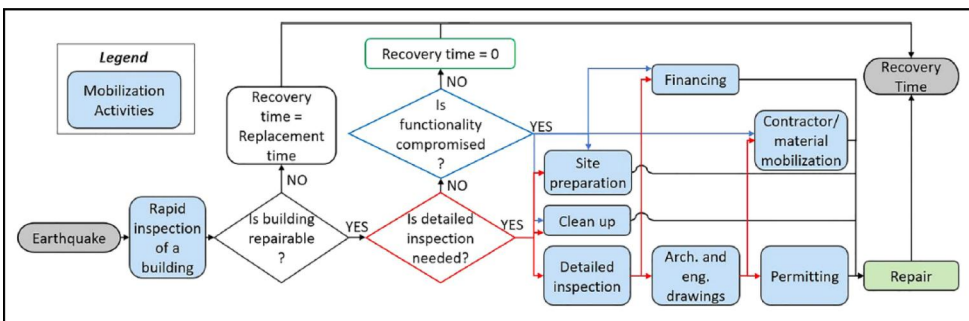 Legend
Mobilization
Activities
Recovery time = 0
Financing
Recovery
Time
Recovery
time =
Replacement
time
NO
Is
functionality
compromised
?
YES
Contractor/
material
mobilization
Site
preparation
NO
NO
Rapid
inspection
of a
building
Is building
repairable
?
YES
Is detailed
inspection
needed?
YES
Clean up
Earthquake
Detailed
inspection
Arch. and
eng.
drawings
Permitting
Repair